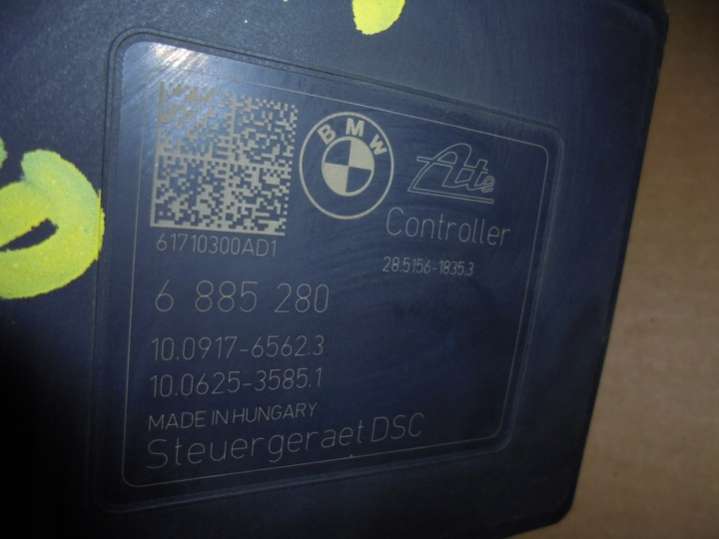 BMW
Ate
Controller
61710300AD1
28.5156-1835.3
6 885 280
10.0917-6562.3
10.0625-3585.1
MADE IN HUNGARY
Steuergeraet DSC